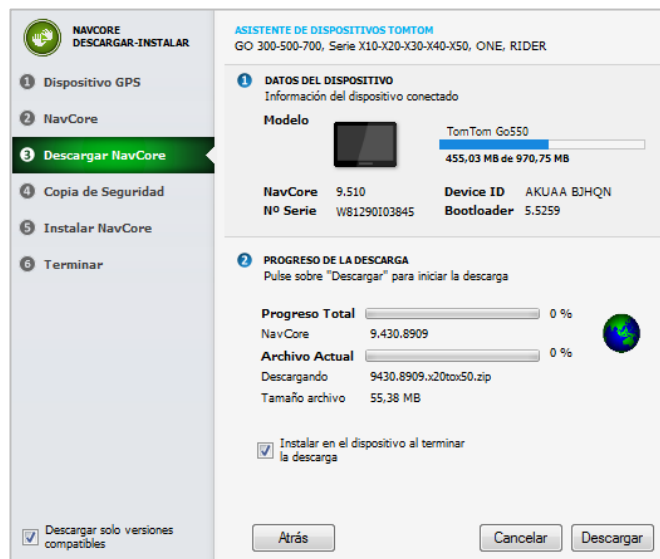 NAVCORE
DESCARGAR-INSTALAR
1 Dispositivo GPS
2 NavCore
3 Descargar NavCore
4 Copia de Seguridad
5 Instalar NavCore
6 Terminar
Descargar solo versiones
compatibles
ASISTENTE DE DISPOSITIVOS TOMTOM
GO 300-500-700, Serie X10-X20-X30-X40-X50, ONE, RIDER
1 DATOS DEL DISPOSITIVO
Información del dispositivo conectado
Modelo
TomTom Go550
455,03 MB de 970,75 MB
NavCore 9.510 Device ID AKUAA BJHQN
Nº Serie W81290I03845 Bootloader 5.5259
2 PROGRESO DE LA DESCARGA
Pulse sobre "Descargar" para iniciar la descarga
Progreso Total 0 %
NavCore 9.430.8909
Archivo Actual 0 %
Descargando 9430.8909.x20tox50.zip
Tamaño archivo 55,38 MB
Instalar en el dispositivo al terminar
la descarga
Atrás Cancelar Descargar